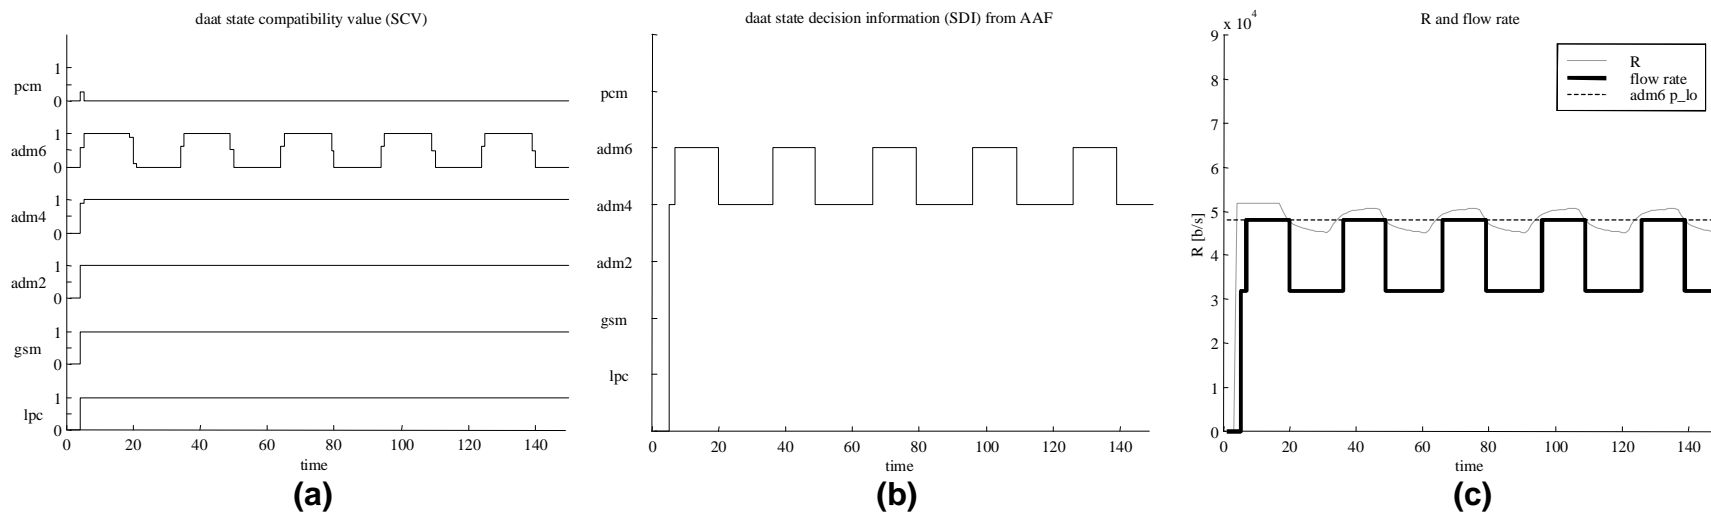 daat state compatibility value (SCV)
1
pcm
0
1
adm6
0
1
adm4
0
1
adm2
0
1
gsm
0
1
lpc
0
0 20 40 60 80 100 120 140
time
(a)
daat state decision information (SDI) from AAF
pcm
adm6
adm4
adm2
gsm
lpc
0 20 40 60 80 100 120 140
time
(b)
R and flow rate
x 10^4
9
8
7
6
5
4
3
2
1
0
R [b/s]
R
flow rate
adm6 p_lo
0 20 40 60 80 100 120 140
time
(c)